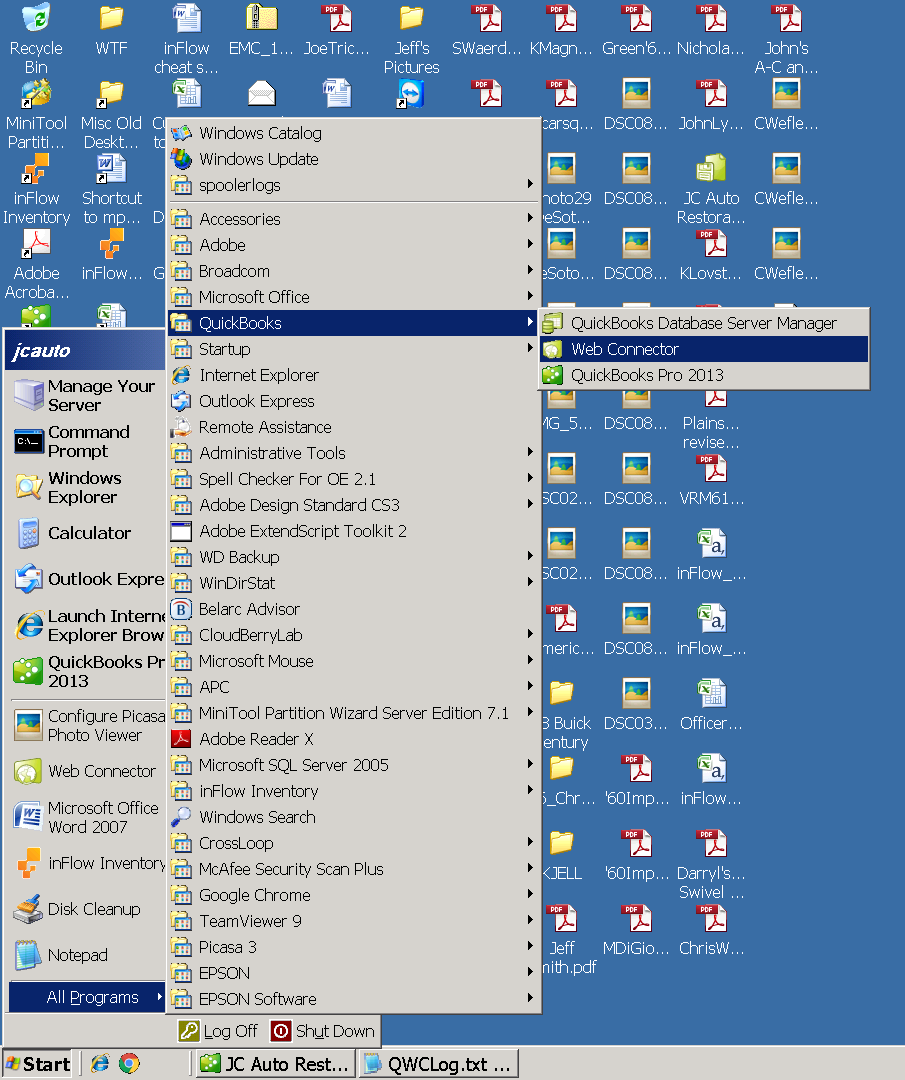 Recycle
Bin
WTF
inFlow
cheat s...
EMC_1...
JoeTric...
Jeff's
Pictures
SWaerd...
KMagn...
Green'6...
Nichola...
John's
A-C an...
MiniTool
Partiti...
Misc Old
Deskt...
carsq...
DSC08...
JohnLy...
CWefle...
inFlow
Inventory
Shortcut
to mp...
DSC08...
JC Auto
Restora...
CWefle...
Adobe
Acroba...
inFlow...
eSoto...
DSC08...
KLovst...
CWefle...
Windows Catalog
Windows Update
spoolerlogs
Accessories
Adobe
Broadcom
Microsoft Office
QuickBooks
Startup
Internet Explorer
Outlook Express
Remote Assistance
Administrative Tools
Spell Checker For OE 2.1
Adobe Design Standard CS3
Adobe ExtendScript Toolkit 2
WD Backup
WinDirStat
Belarc Advisor
CloudBerryLab
Microsoft Mouse
APC
MiniTool Partition Wizard Server Edition 7.1
Adobe Reader X
Microsoft SQL Server 2005
inFlow Inventory
Windows Search
CrossLoop
McAfee Security Scan Plus
Google Chrome
TeamViewer 9
Picasa 3
EPSON
EPSON Software
QuickBooks Database Server Manager
Web Connector
QuickBooks Pro 2013
jcauto
Manage Your
Server
Command
Prompt
Windows
Explorer
Calculator
Outlook Expre
Launch Interne
Explorer Brow
QuickBooks Pr
2013
Configure Picasa
Photo Viewer
Web Connector
Microsoft Office
Word 2007
inFlow Inventory
Disk Cleanup
Notepad
All Programs
MG_5...
DSC08...
Plains...
revise...
SC02...
DSC08...
VRM61...
SC02...
DSC08...
inFlow_...
meric...
DSC08...
inFlow_...
3 Buick
entury
DSC03...
Officer...
5_Chr...
'60Imp...
inFlow...
KJELL
'60Imp...
Darryl's...
Swivel ...
Jeff
mith.pdf
MDiGio...
ChrisW...
Log Off
Shut Down
Start
JC Auto Rest...
QWCLog.txt ...